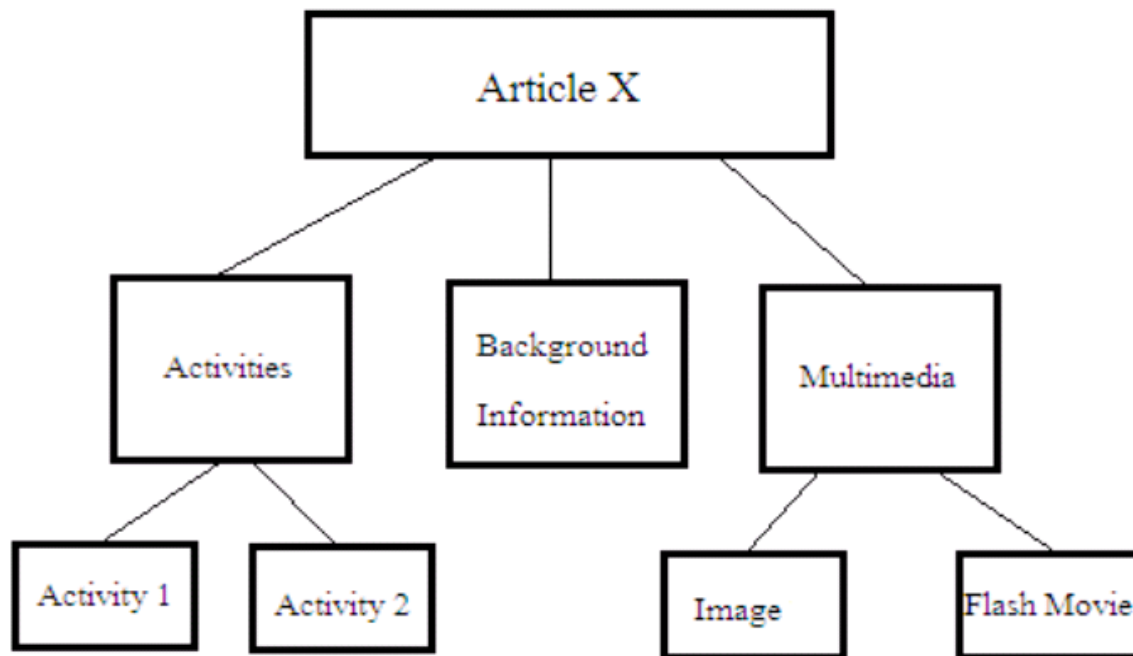 Article X
Activities
Background
Information
Multimedia
Activity 1
Activity 2
Image
Flash Movie